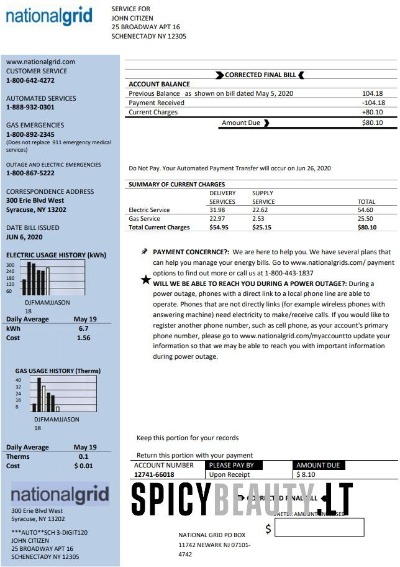 nationalgrid
SERVICE FOR
JOHN CITIZEN
25 BROADWAY APT 16
SCHENECTADY NY 12305
www.nationalgrid.com
CUSTOMER SERVICE
1-800-642-4272
AUTOMATED SERVICES
1-888-932-0301
GAS EMERGENCIES
1-800-892-2345
(Does not replace 911 emergency medical
services)
OUTAGE AND ELECTRIC EMERGENCIES
1-800-867-5222
CORRESPONDENCE ADDRESS
300 Erie Blvd West
Syracuse, NY 13202
DATE BILL ISSUED
JUN 6, 2020
ELECTRIC USAGE HISTORY (kWh)
300
240
180
120
60
DJFMAMJJASON
18
Daily Average May 19
kWh 6.7
Cost 1.56
GAS USAGE HISTORY (Therms)
40
32
24
16
8
DJFMAMJJASON
18
Daily Average May 19
Therms 0.1
Cost $ 0.01
nationalgrid
300 Erie Blvd West
Syracuse, NY 13202
***AUTO**SCH 3-DIGIT120
JOHN CITIZEN
25 BROADWAY APT 16
SCHENECTADY NY 12305
CORRECTED FINAL BILL
ACCOUNT BALANCE
Previous Balance as shown on bill dated May 5, 2020 104.18
Payment Received -104.18
Current Charges +80.10
Amount Due $80.10
Do Not Pay. Your Automated Payment Transfer will occur on Jun 26, 2020
SUMMARY OF CURRENT CHARGES
DELIVERY SUPPLY
SERVICES SERVICE TOTAL
Electric Service 31.98 22.62 54.60
Gas Service 22.97 2.53 25.50
Total Current Charges $54.95 $25.15 $80.10
PAYMENT CONCERN?: We are here to help you. We have several plans that
can help you manage your energy bills. Go to www.nationalgrids.com/ payment
options to find out more or call us at 1-800-443-1837
WILL WE BE ABLE TO REACH YOU DURING A POWER OUTAGE?: During a
power outage, phones with a direct link to a local phone line are able to
operate. Phones that are not directly links (for example wireless phones with
answering machine) need electricity to make/receive calls. If you would like to
register another phone number, such as cell phone, as your account's primary
phone number, please go to www.nationalgrid.com/myaccountto update your
information so that we may be able to reach you with important information
during power outage.
Keep this portion for your records
Return this portion with your payment
ACCOUNT NUMBER PLEASE PAY BY AMOUNT DUE
12741-66018 Upon Receipt $ 8.10
SPICYBEAUTY.LT
CORRECTED FINAL BILL
$
NATIONAL GRID PO BOX
11742 NEWARK NJ 07101-
4742